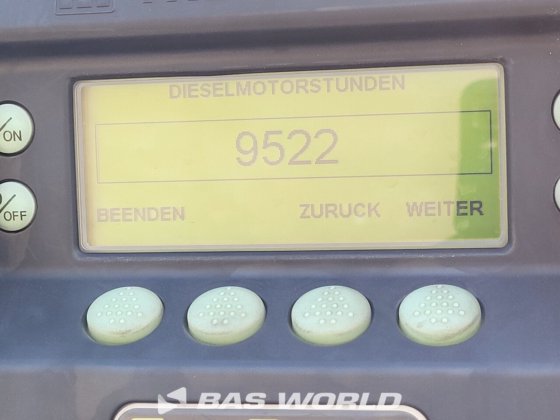 DIESELMOTORSTUNDEN
ON
9522
OFF
BEENDEN ZURUCK WEITER
BAS WORLD